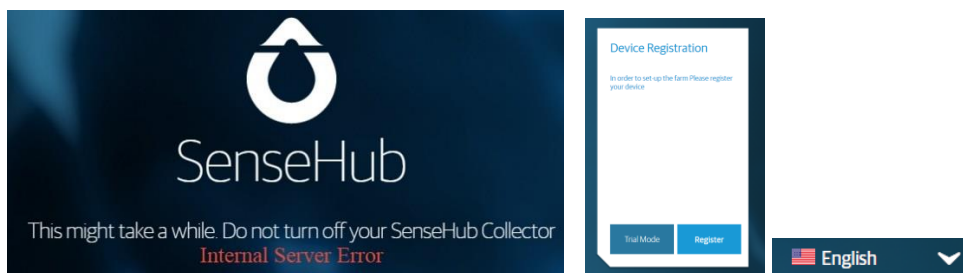 SenseHub
This might take a while. Do not turn off your SenseHub Collector
Internal Server Error
Device Registration
In order to set-up the farm Please register
your device
Trial Mode
Register
English